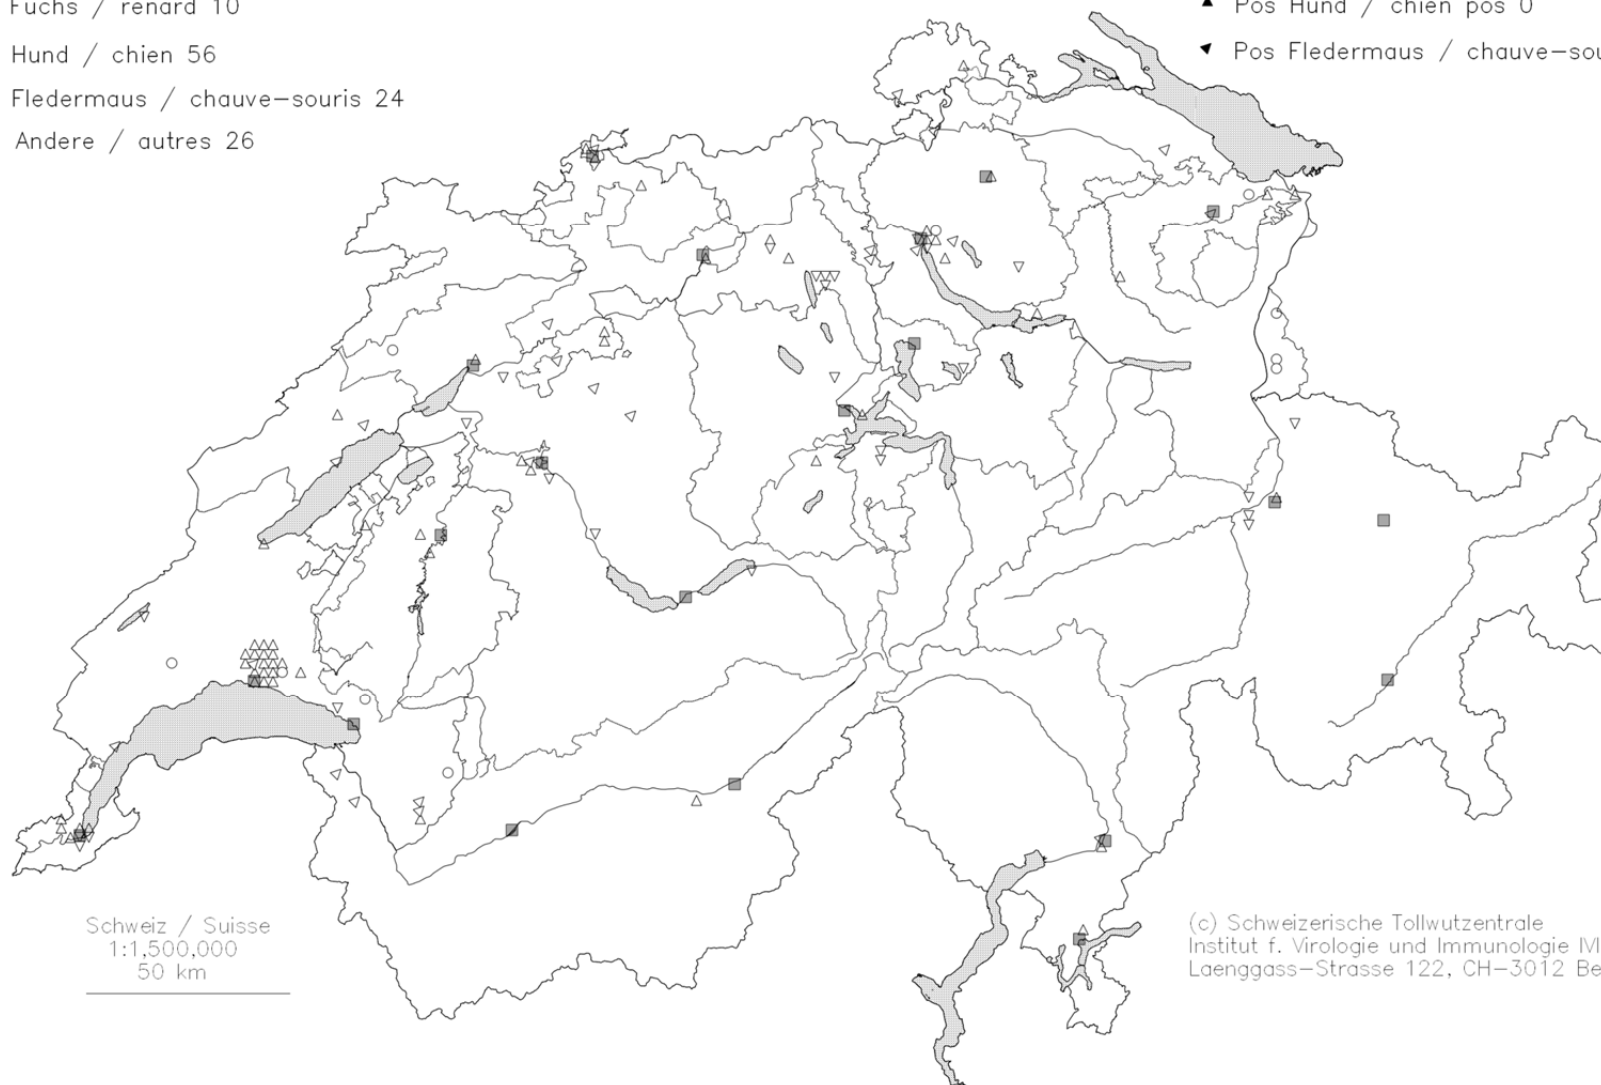 Fuchs / renard 10
Hund / chien 56
Fledermaus / chauve-souris 24
Andere / autres 26
Pos Hund / chien pos 0
Pos Fledermaus / chauve-sou
Schweiz / Suisse
1:1,500,000
50 km
(c) Schweizerische Tollwutzentrale
Institut f. Virologie und Immunologie
Laenggass-Strasse 122, CH-3012 Be